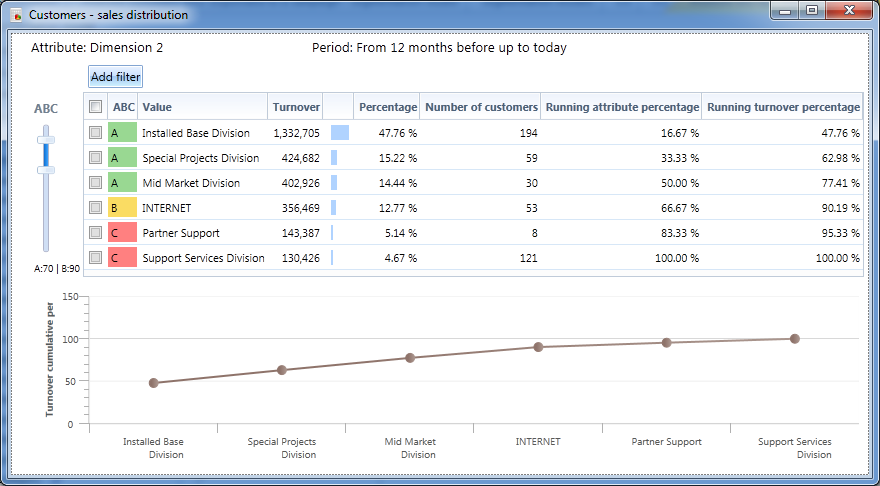 Customers - sales distribution
Attribute: Dimension 2 Period: From 12 months before up to today
Add filter
ABC
ABC Value Turnover Percentage Number of customers Running attribute percentage Running turnover percentage
A Installed Base Division 1,332,705 47.76 % 194 16.67 % 47.76 %
A Special Projects Division 424,682 15.22 % 59 33.33 % 62.98 %
A Mid Market Division 402,926 14.44 % 30 50.00 % 77.41 %
B INTERNET 356,469 12.77 % 53 66.67 % 90.19 %
C Partner Support 143,387 5.14 % 8 83.33 % 95.33 %
C Support Services Division 130,426 4.67 % 121 100.00 % 100.00 %
A:70 | B:90
Turnover cumulative per
150
100
50
0
Installed Base Division
Special Projects Division
Mid Market Division
INTERNET
Partner Support
Support Services Division